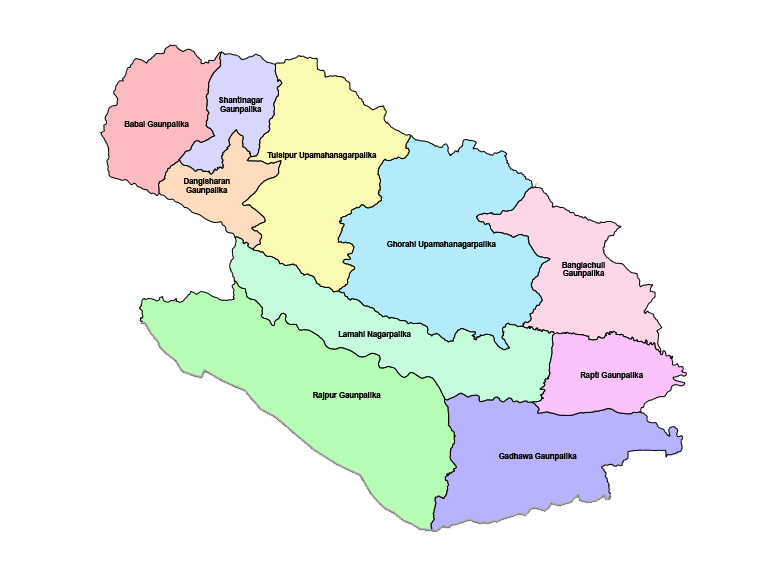 Babai Gaunpalika
Shantinagar
Gaunpalika
Tulsipur Upamahanagarpalika
Dangisharan
Gaunpalika
Ghorahi Upamahanagarpalika
Banglachuli
Gaunpalika
Lamahi Nagarpalika
Rapti Gaunpalika
Rajpur Gaunpalika
Gadhawa Gaunpalika